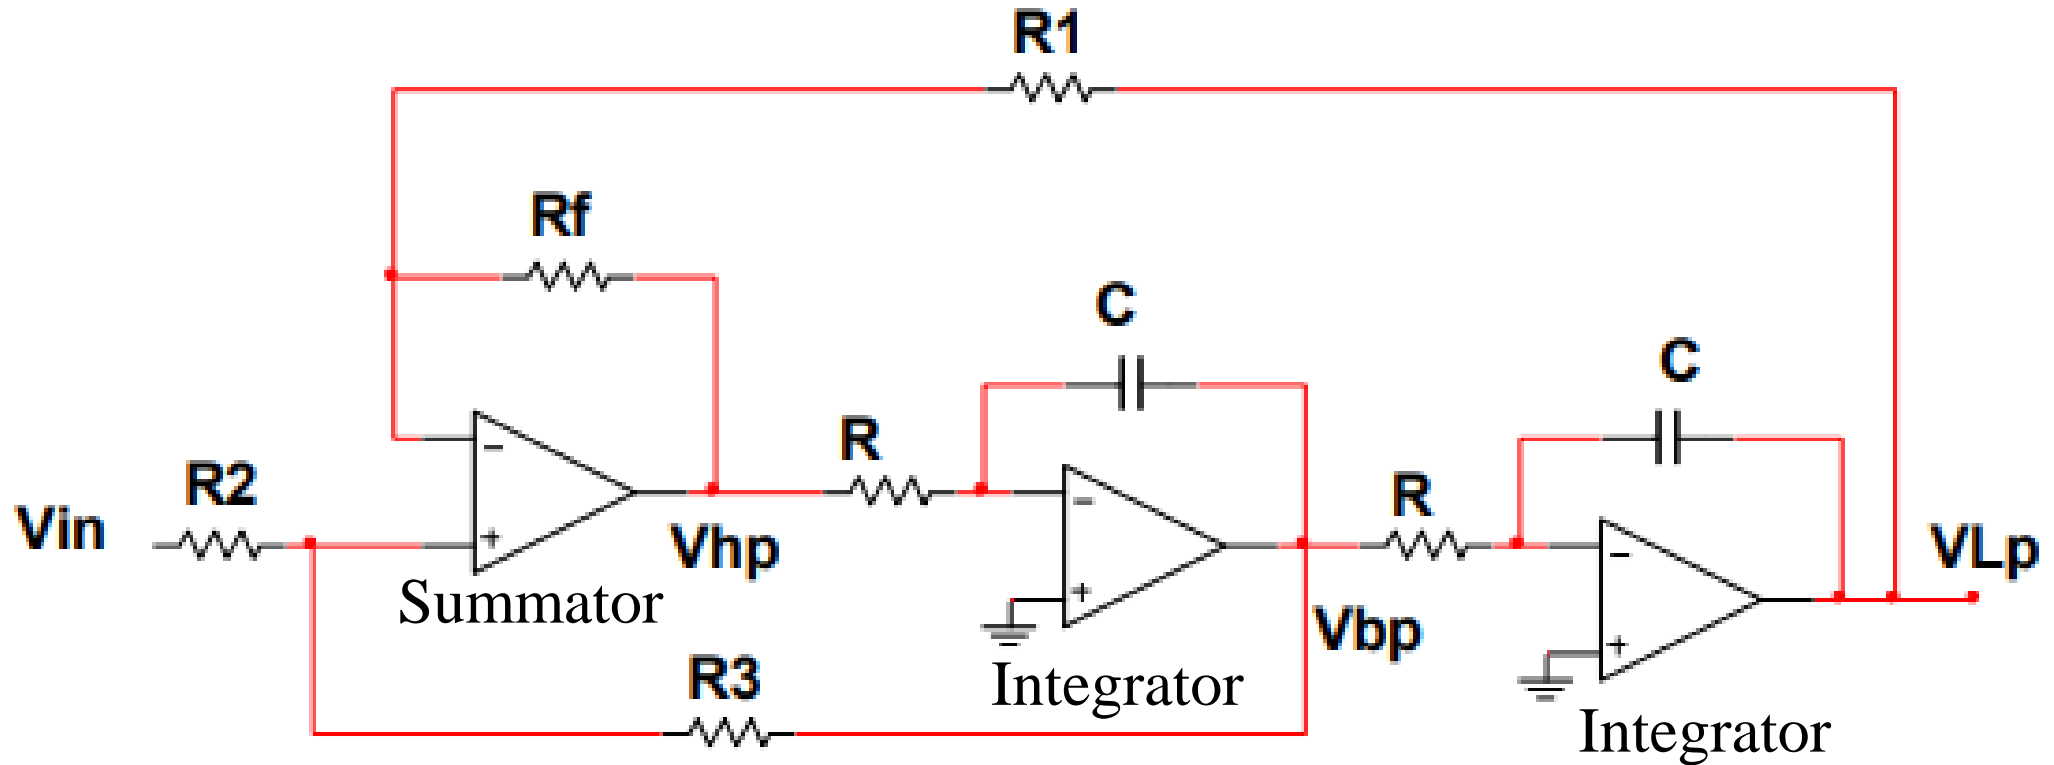 R1
Rf
C
C
R
R2
R
Vin
Vhp
VLp
Summator
Vbp
R3
Integrator
Integrator